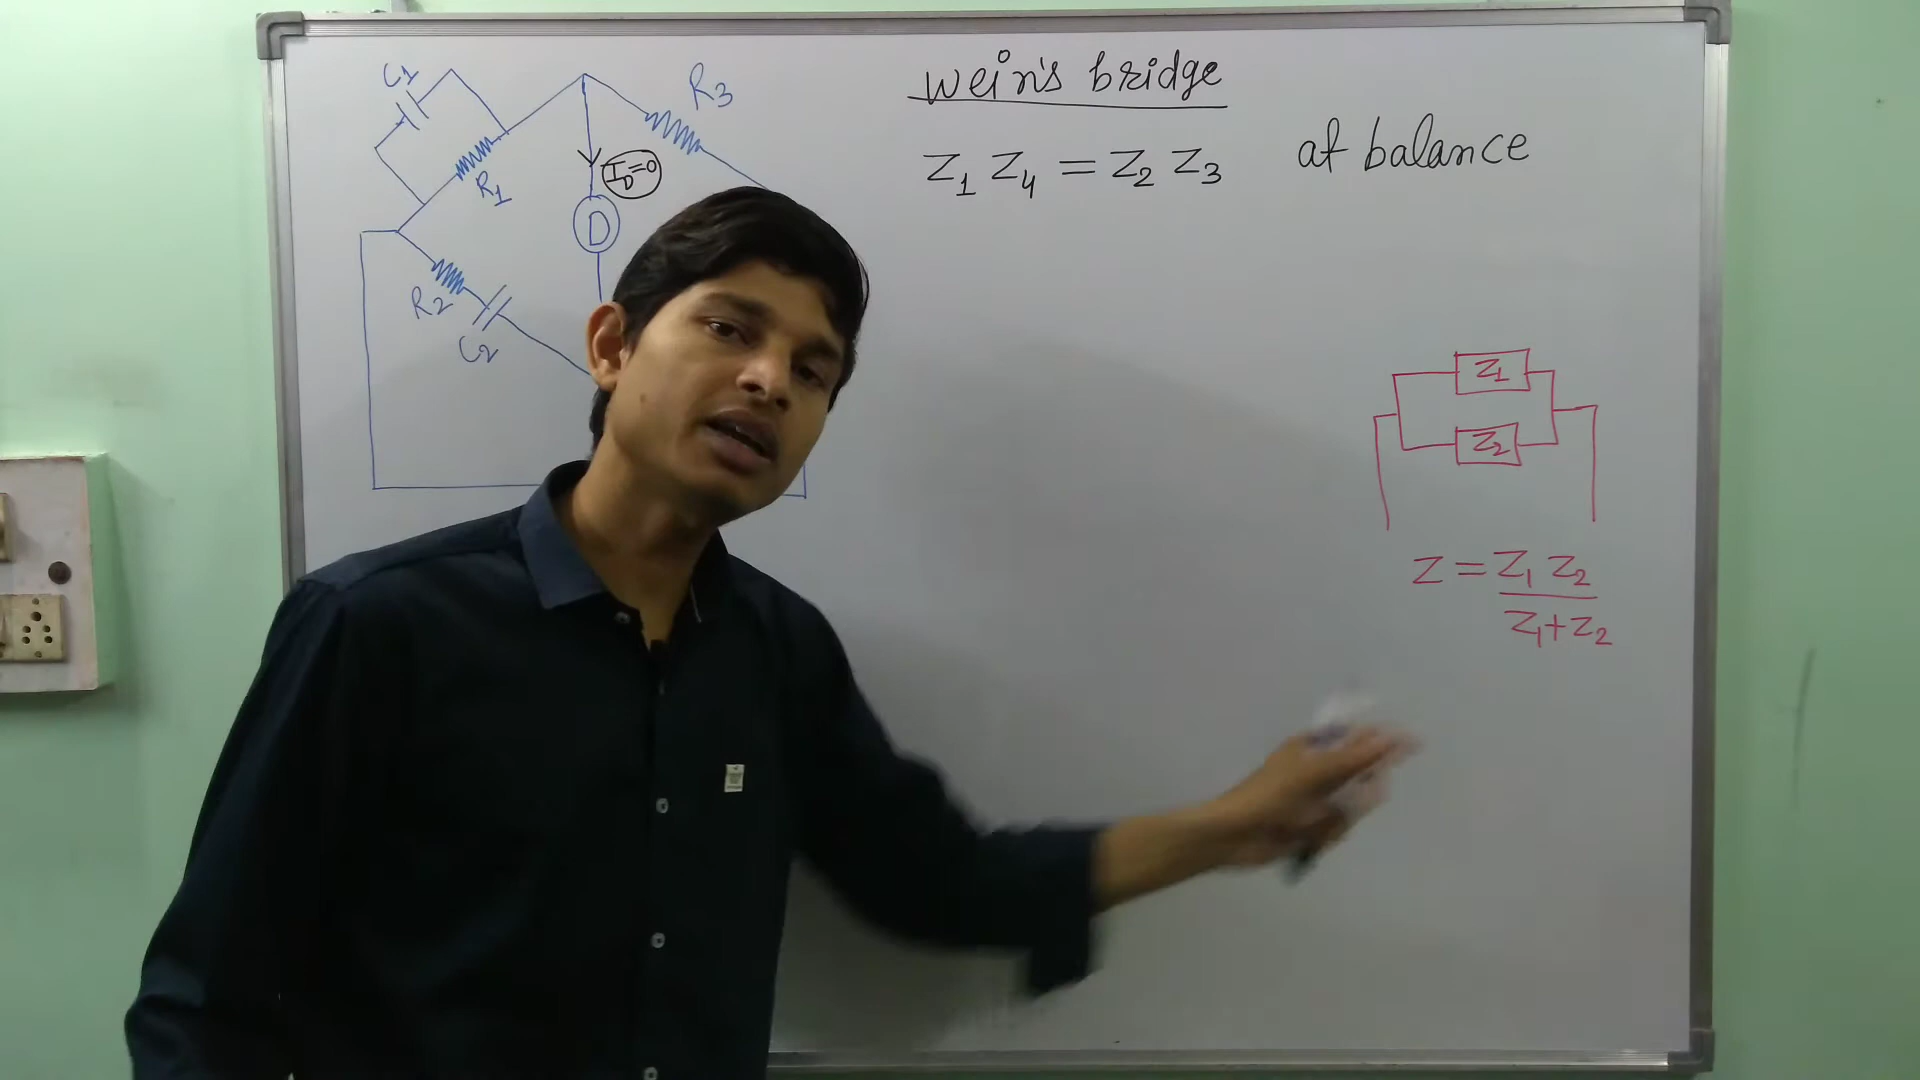 wein's bridge
Z1 Z4 = Z2 Z3 at balance
C1
R1
R3
ID=0
D
R2
C2
Z1
Z2
Z = Z1 Z2
Z1+Z2